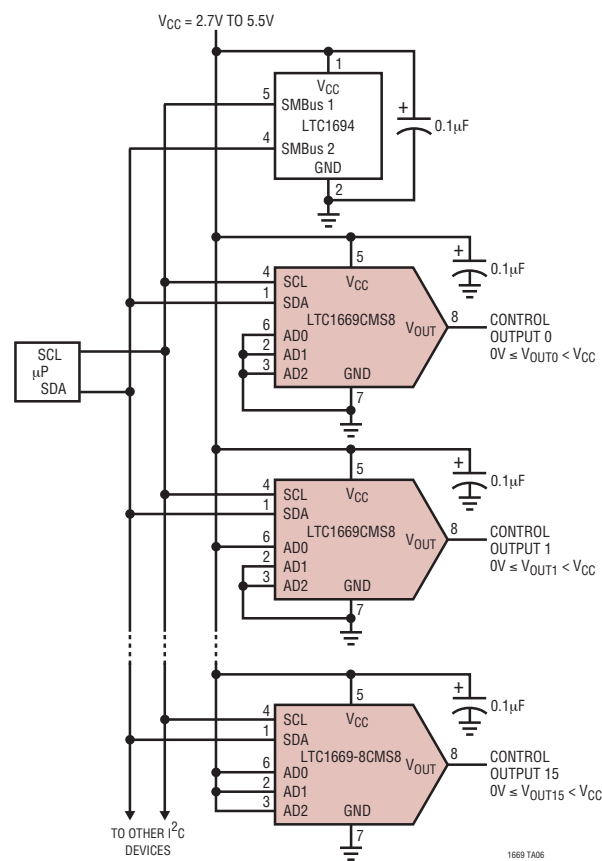 VCC = 2.7V TO 5.5V
1
VCC
5
SMBus 1
LTC1694
4
SMBus 2
GND
2
+
0.1µF
5
+
0.1µF
4
SCL
VCC
1
SDA
LTC1669CMS8
6
AD0
VOUT
8
2
AD1
3
AD2
GND
7
CONTROL
OUTPUT 0
0V ≤ VOUT0 < VCC
SCL
µP
SDA
5
+
0.1µF
4
SCL
VCC
1
SDA
LTC1669CMS8
6
AD0
VOUT
8
2
AD1
3
AD2
GND
7
CONTROL
OUTPUT 1
0V ≤ VOUT1 < VCC
5
+
0.1µF
4
SCL
VCC
1
SDA
LTC1669-8CMS8
6
AD0
VOUT
8
2
AD1
3
AD2
GND
7
CONTROL
OUTPUT 15
0V ≤ VOUT15 < VCC
TO OTHER I2C
DEVICES
1669 TA06